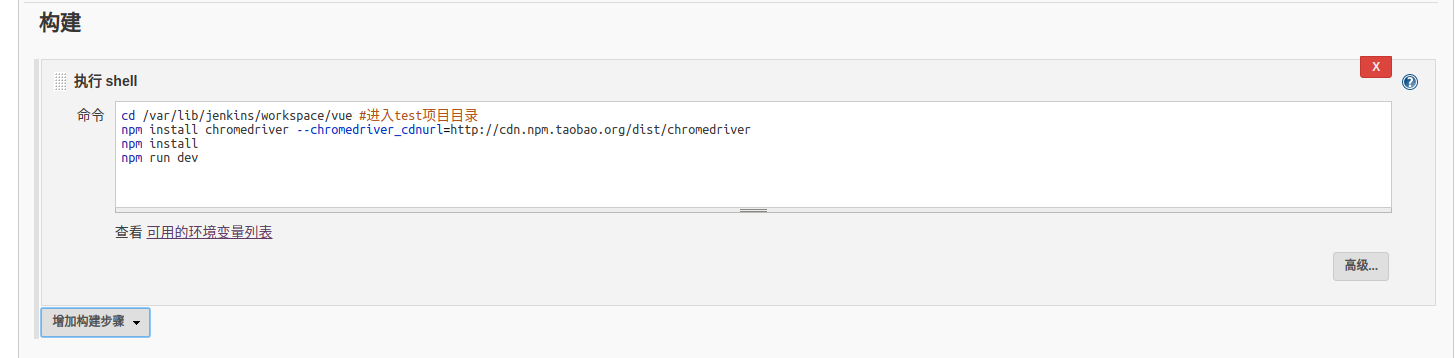 构建
执行 shell
X
命令
cd /var/lib/jenkins/workspace/vue #进入test项目目录
npm install chromedriver --chromedriver_cdnurl=http://cdn.npm.taobao.org/dist/chromedriver
npm install
npm run dev
查看 可用的环境变量列表
高级...
增加构建步骤